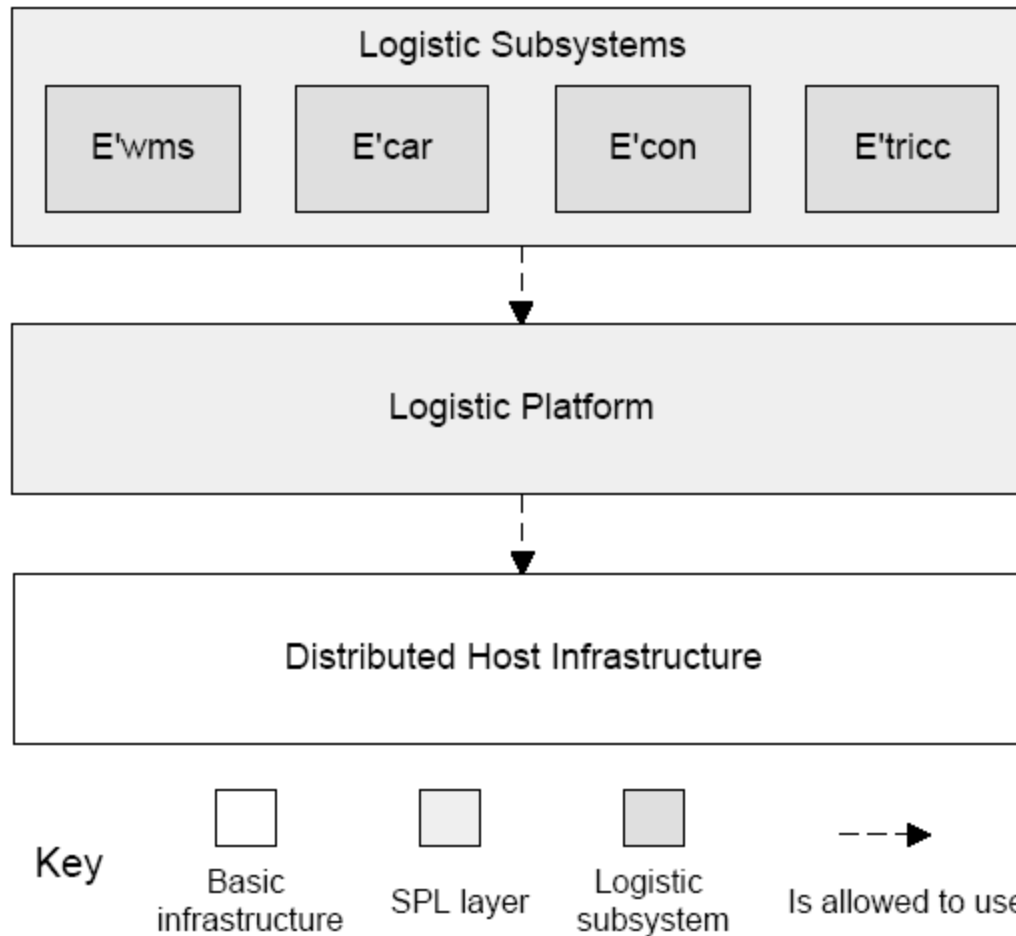 Logistic Subsystems
E'wms
E'car
E'con
E'tricc
Logistic Platform
Distributed Host Infrastructure
Key
Basic
infrastructure
SPL layer
Logistic
subsystem
Is allowed to use